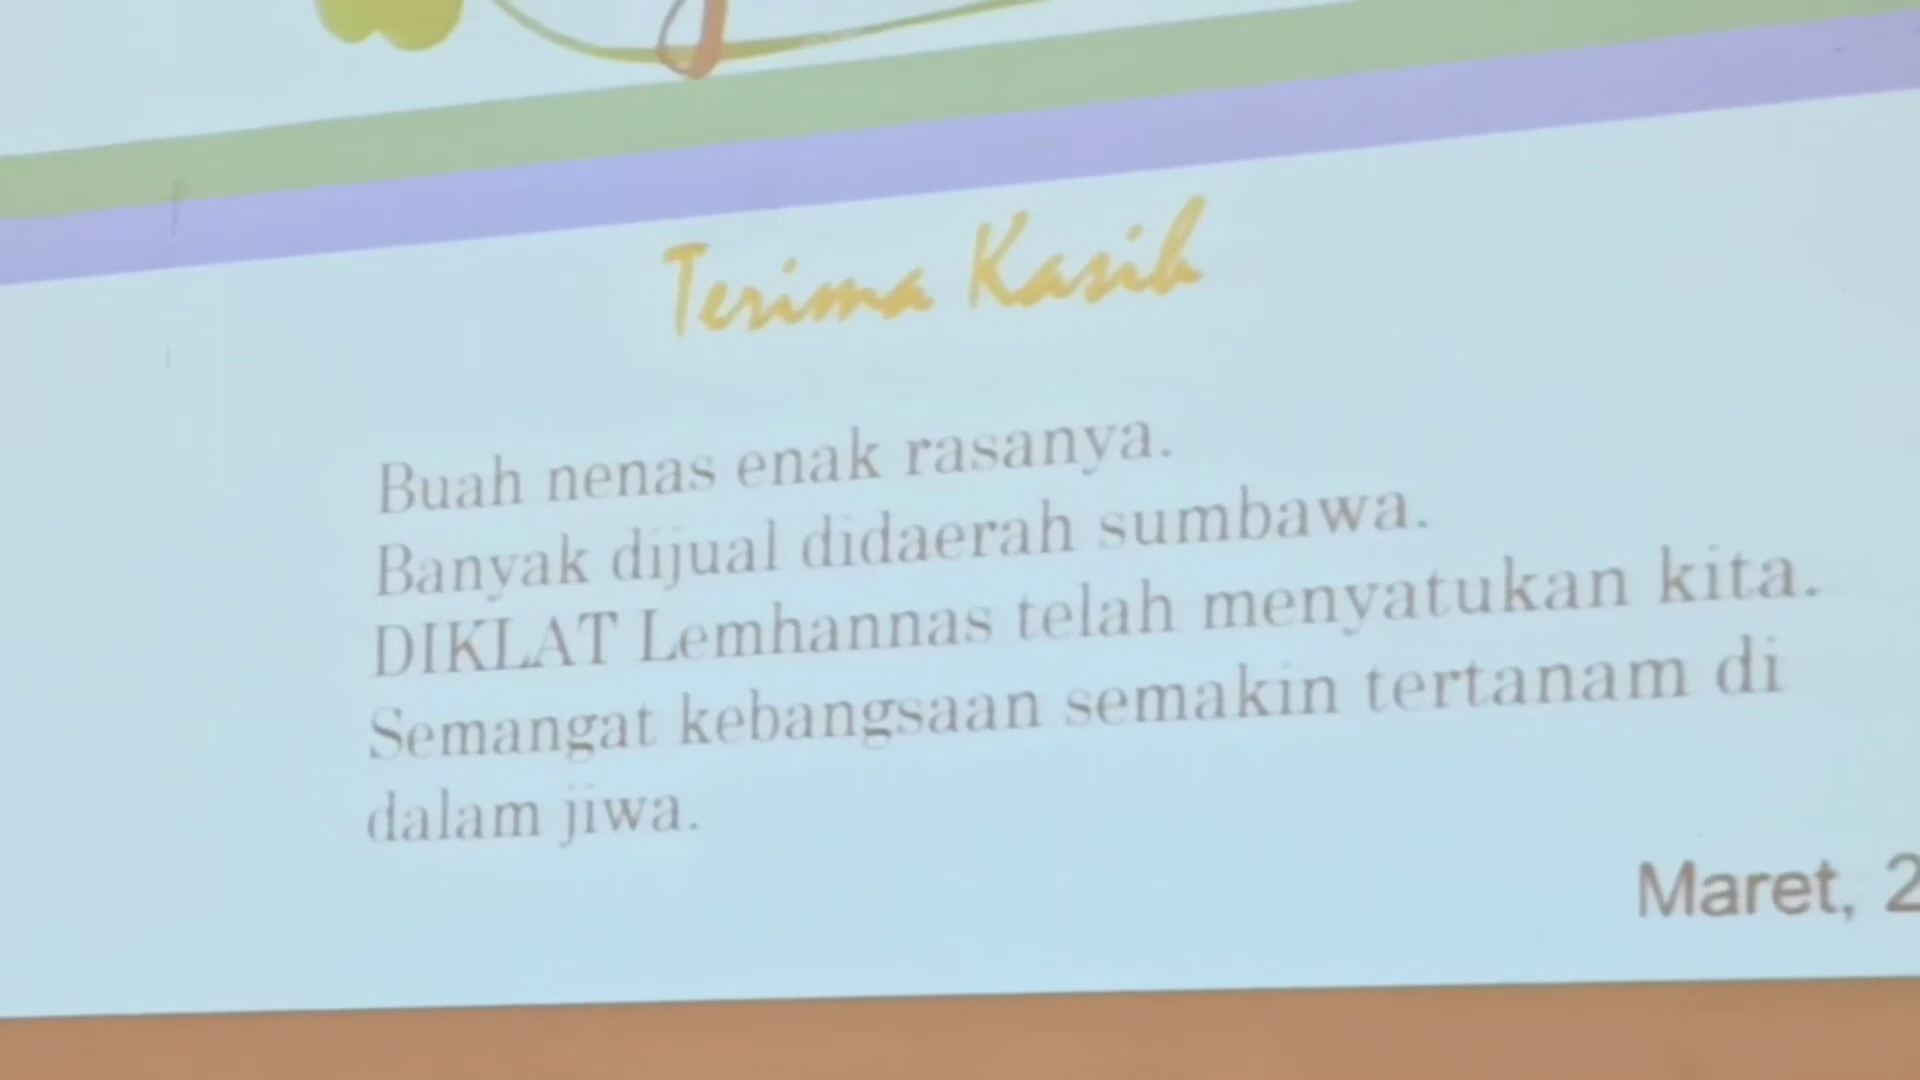 Terima Kasih
Buah nenas enak rasanya.
Banyak dijual didaerah sumbawa.
DIKLAT Lemhannas telah menyatukan kita.
Semangat kebangsaan semakin tertanam di
dalam jiwa.
Maret, 2